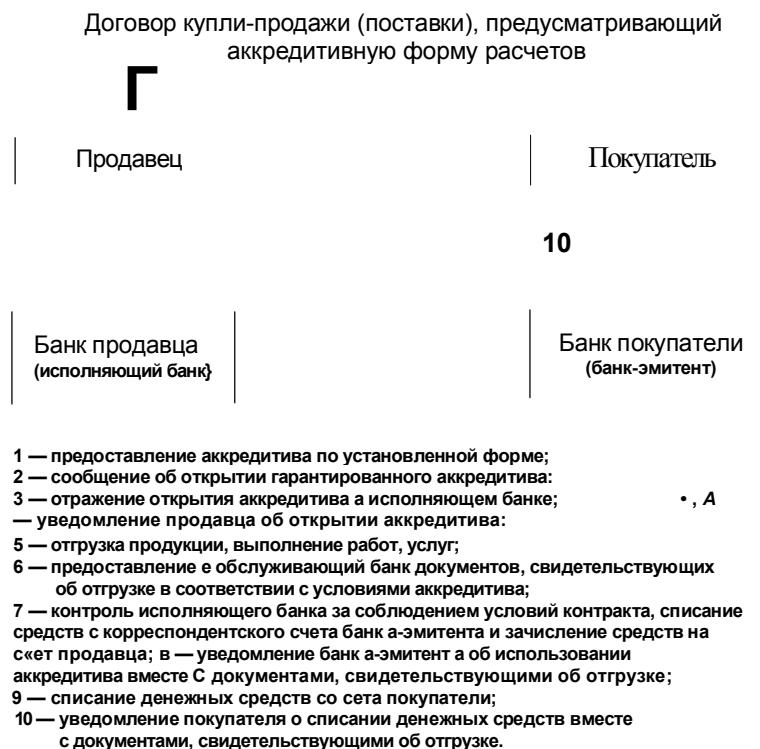 Договор купли-продажи (поставки), предусматривающий
аккредитивную форму расчетов
Г
Продавец
Покупатель
10
Банк продавца
(исполняющий банк}
Банк покупатели
(банк-эмитент)
1 — предоставление аккредитива по установленной форме;
2 — сообщение об открытии гарантированного аккредитива:
3 — отражение открытия аккредитива а исполняющем банке; • , А
— уведомление продавца об открытии аккредитива:
5 — отгрузка продукции, выполнение работ, услуг;
6 — предоставление е обслуживающий банк документов, свидетельствующих
об отгрузке в соответствии с условиями аккредитива;
7 — контроль исполняющего банка за соблюдением условий контракта, списание
средств с корреспондентского счета банк а-эмитента и зачисление средств на
с«ет продавца; в — уведомление банк а-эмитент а об использовании
аккредитива вместе С документами, свидетельствующими об отгрузке;
9 — списание денежных средств со сета покупатели;
10 — уведомление покупателя о списании денежных средств вместе
с документами, свидетельствующими об отгрузке.